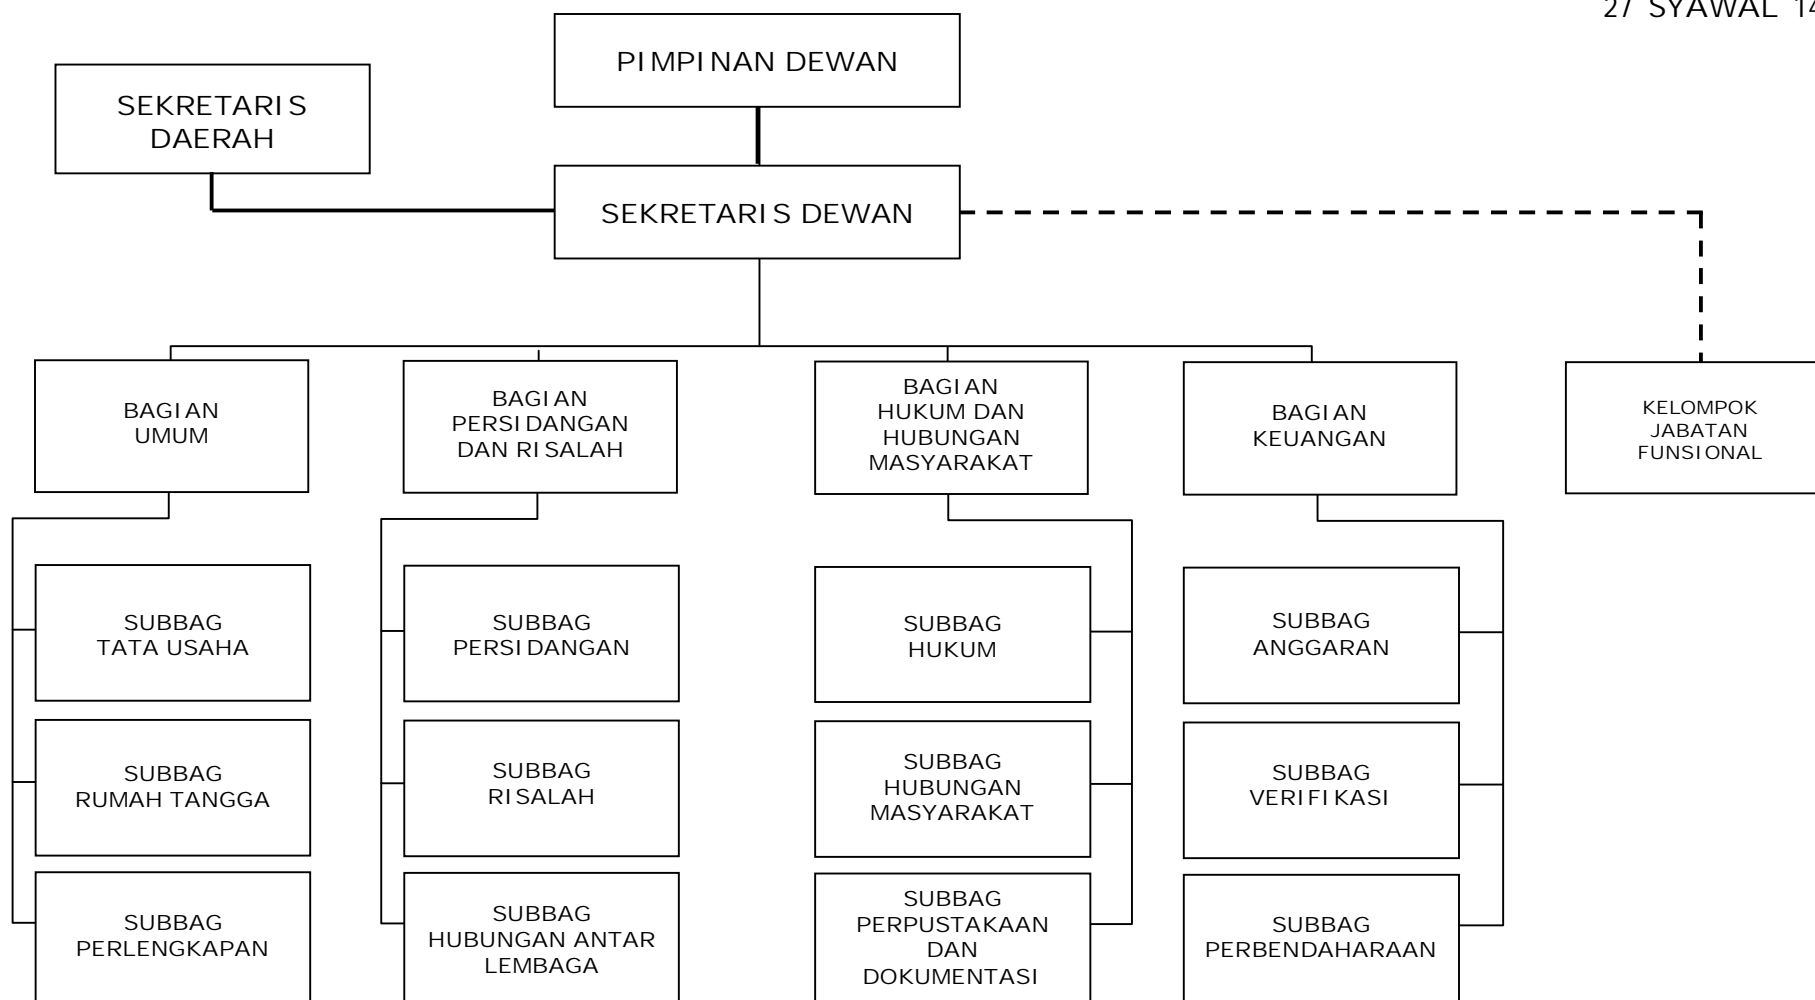 27 SYAWAL 14
PIMPINAN DEWAN
SEKRETARIS
DAERAH
SEKRETARIS DEWAN
BAGIAN
UMUM
BAGIAN
PERSIDANGAN
DAN RISALAH
BAGIAN
HUKUM DAN
HUBUNGAN
MASYARAKAT
BAGIAN
KEUANGAN
KELOMPOK
JABATAN
FUNSIONAL
SUBBAG
TATA USAHA
SUBBAG
PERSIDANGAN
SUBBAG
HUKUM
SUBBAG
ANGGARAN
SUBBAG
RUMAH TANGGA
SUBBAG
RISALAH
SUBBAG
HUBUNGAN
MASYARAKAT
SUBBAG
VERIFIKASI
SUBBAG
PERLENGKAPAN
SUBBAG
HUBUNGAN ANTAR
LEMBAGA
SUBBAG
PERPUSTAKAAN
DAN
DOKUMENTASI
SUBBAG
PERBENDAHARAAN